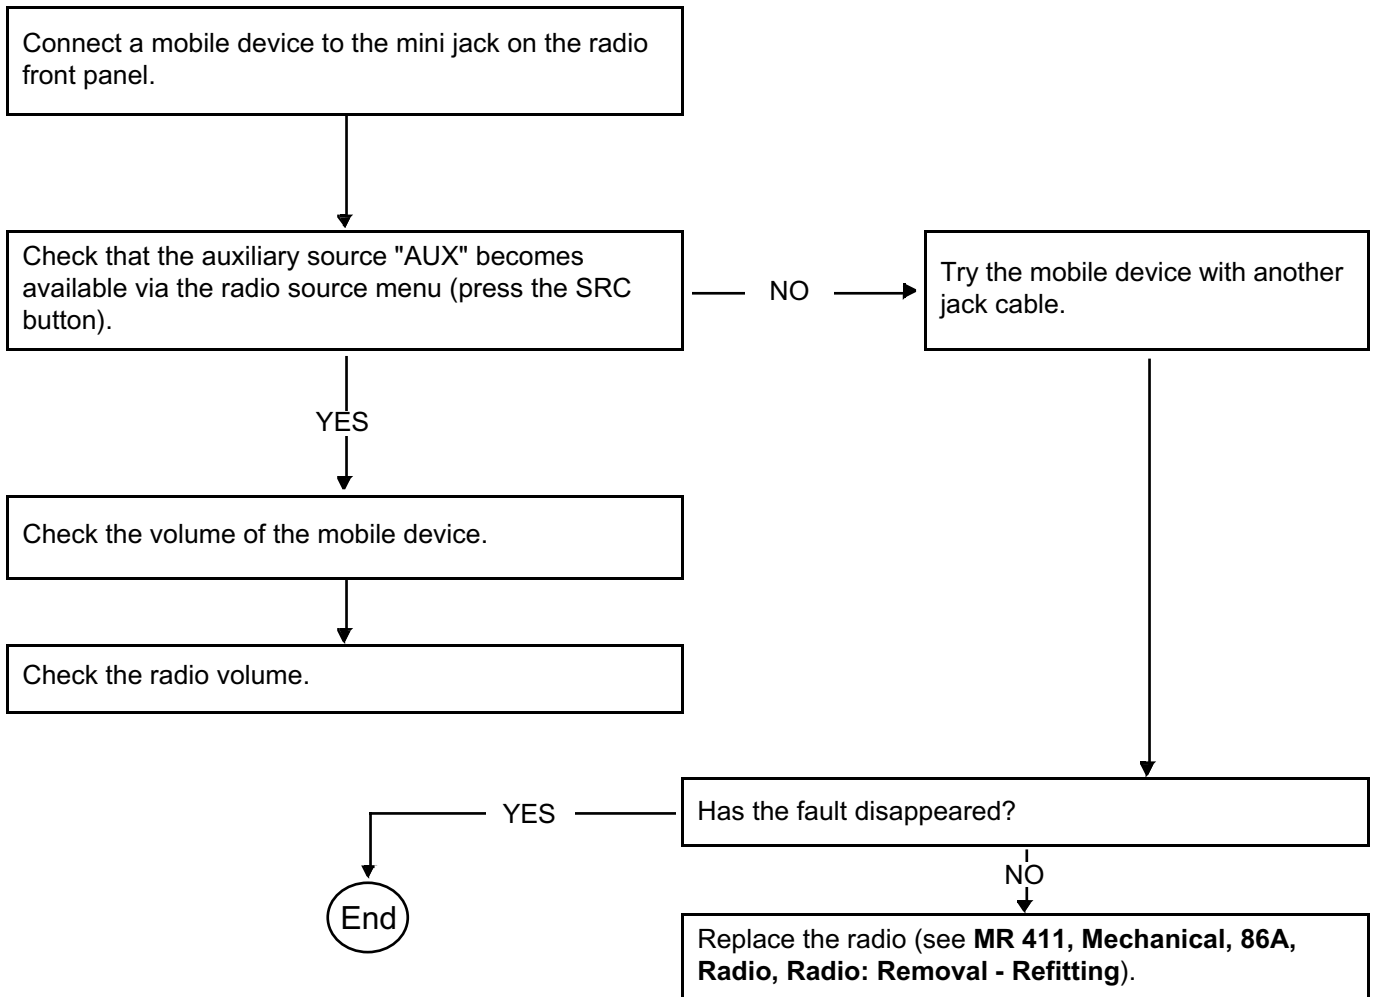 Connect a mobile device to the mini jack on the radio
front panel.
Check that the auxiliary source "AUX" becomes
available via the radio source menu (press the SRC
button).
NO
Try the mobile device with another
jack cable.
YES
Check the volume of the mobile device.
Check the radio volume.
Has the fault disappeared?
YES
NO
End
Replace the radio (see MR 411, Mechanical, 86A,
Radio, Radio: Removal - Refitting).